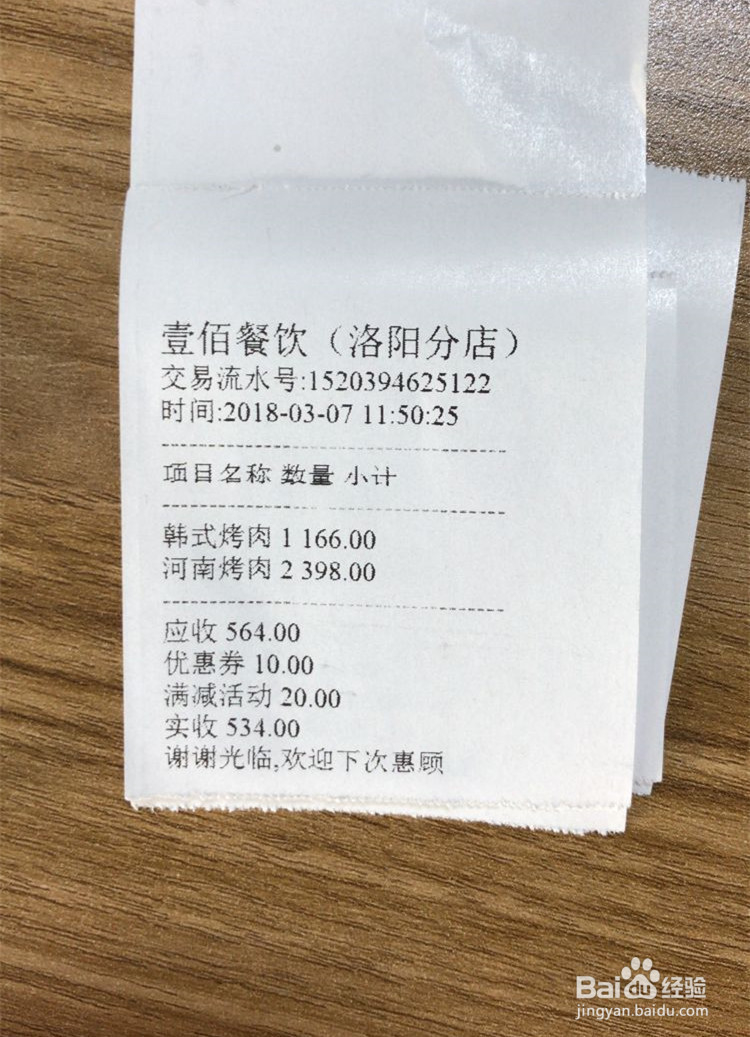 壹佰餐饮（洛阳分店）
交易流水号:1520394625122
时间:2018-03-07 11:50:25
项目名称 数量 小计
韩式烤肉 1 166.00
河南烤肉 2 398.00
应收 564.00
优惠券 10.00
满减活动 20.00
实收 534.00
谢谢光临,欢迎下次惠顾
Baidu 经验
jingyan.baidu.com